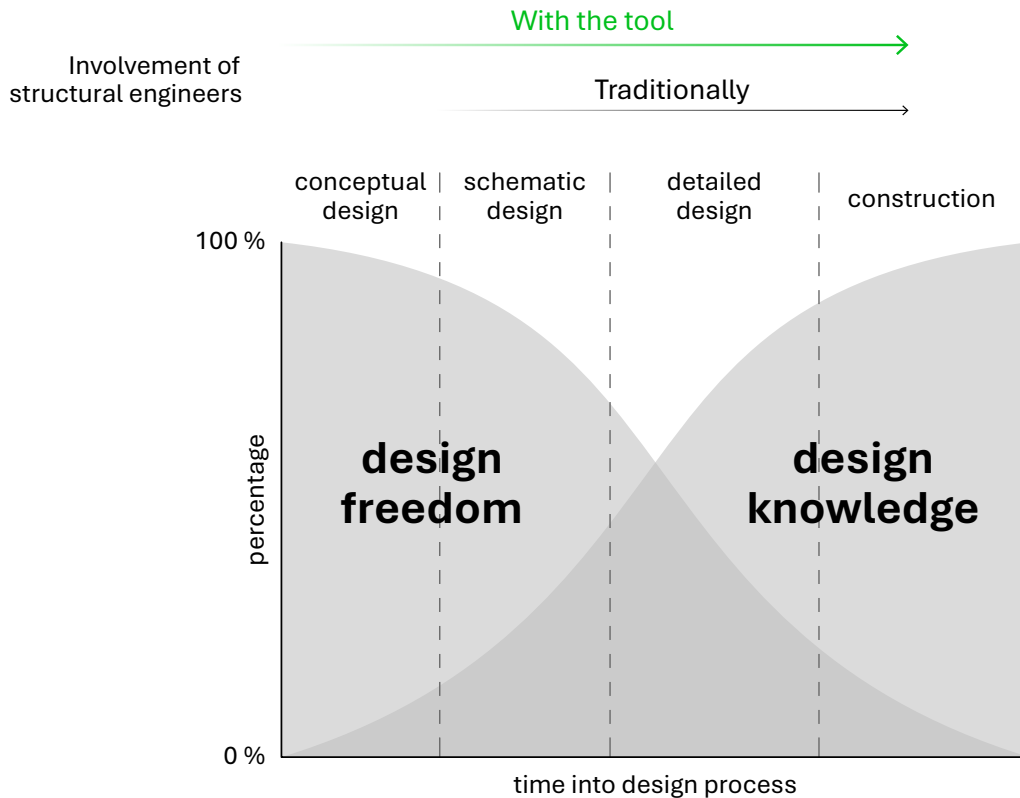 With the tool
Involvement of
structural engineers
Traditionally
conceptual
design
schematic
design
detailed
design
construction
100 %
design
freedom
design
knowledge
percentage
0 %
time into design process